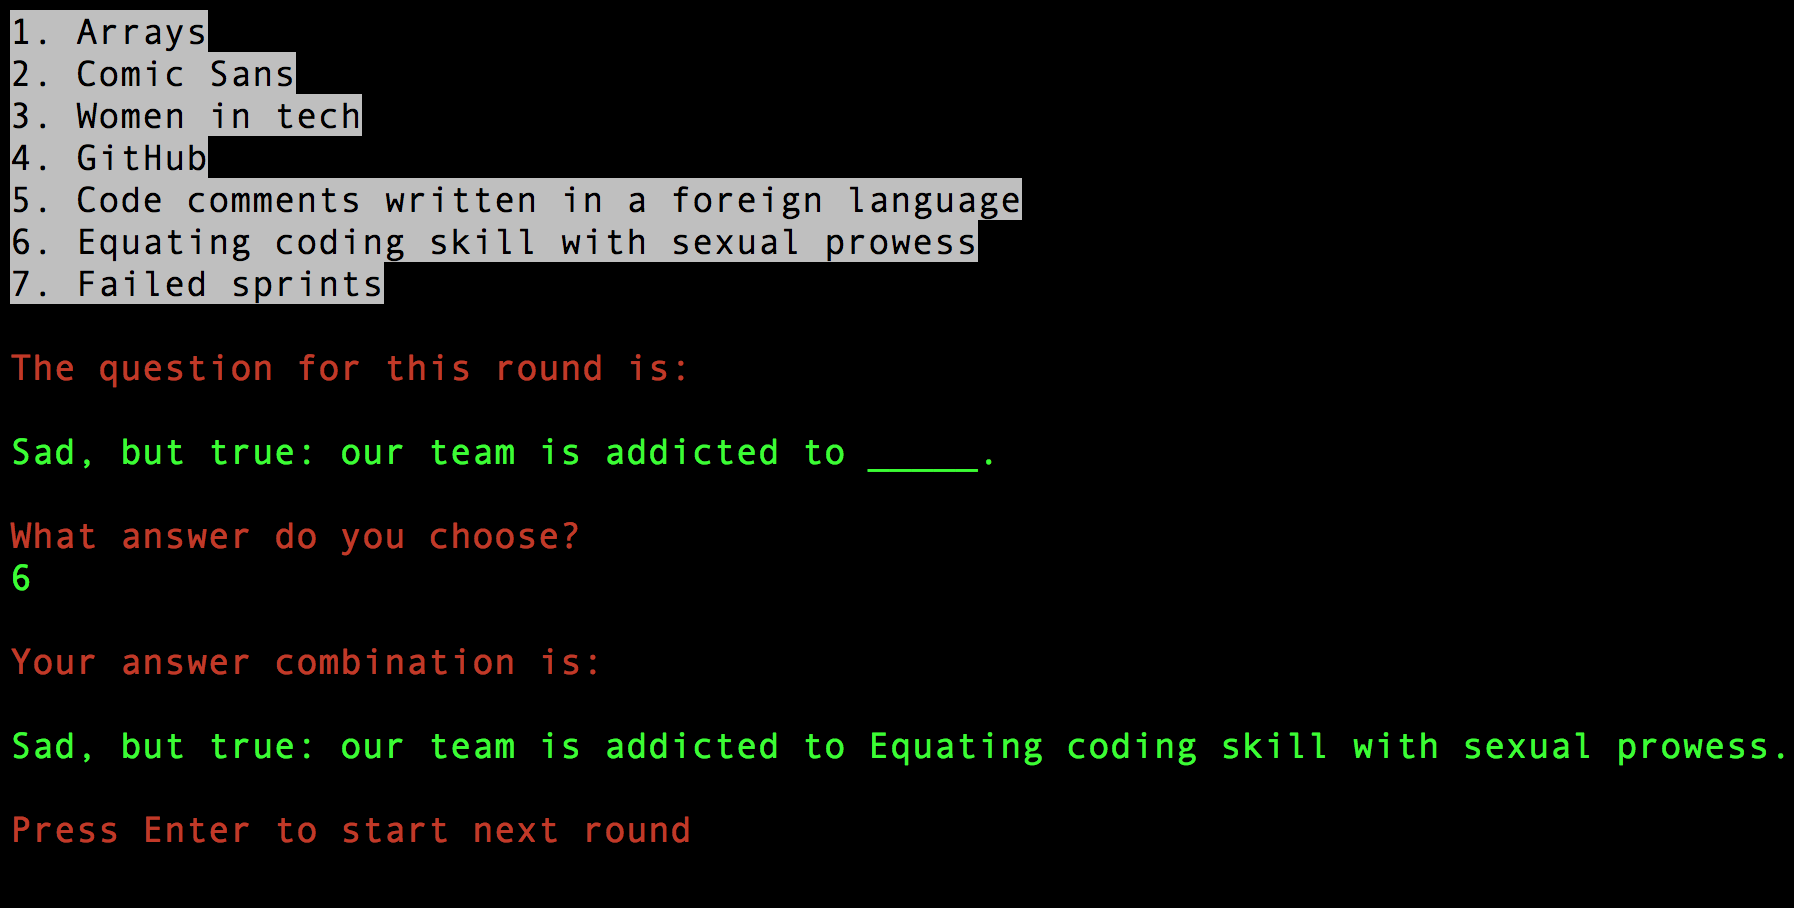 1. Arrays
2. Comic Sans
3. Women in tech
4. GitHub
5. Code comments written in a foreign language
6. Equating coding skill with sexual prowess
7. Failed sprints
The question for this round is:
Sad, but true: our team is addicted to _____.
What answer do you choose?
6
Your answer combination is:
Sad, but true: our team is addicted to Equating coding skill with sexual prowess.
Press Enter to start next round